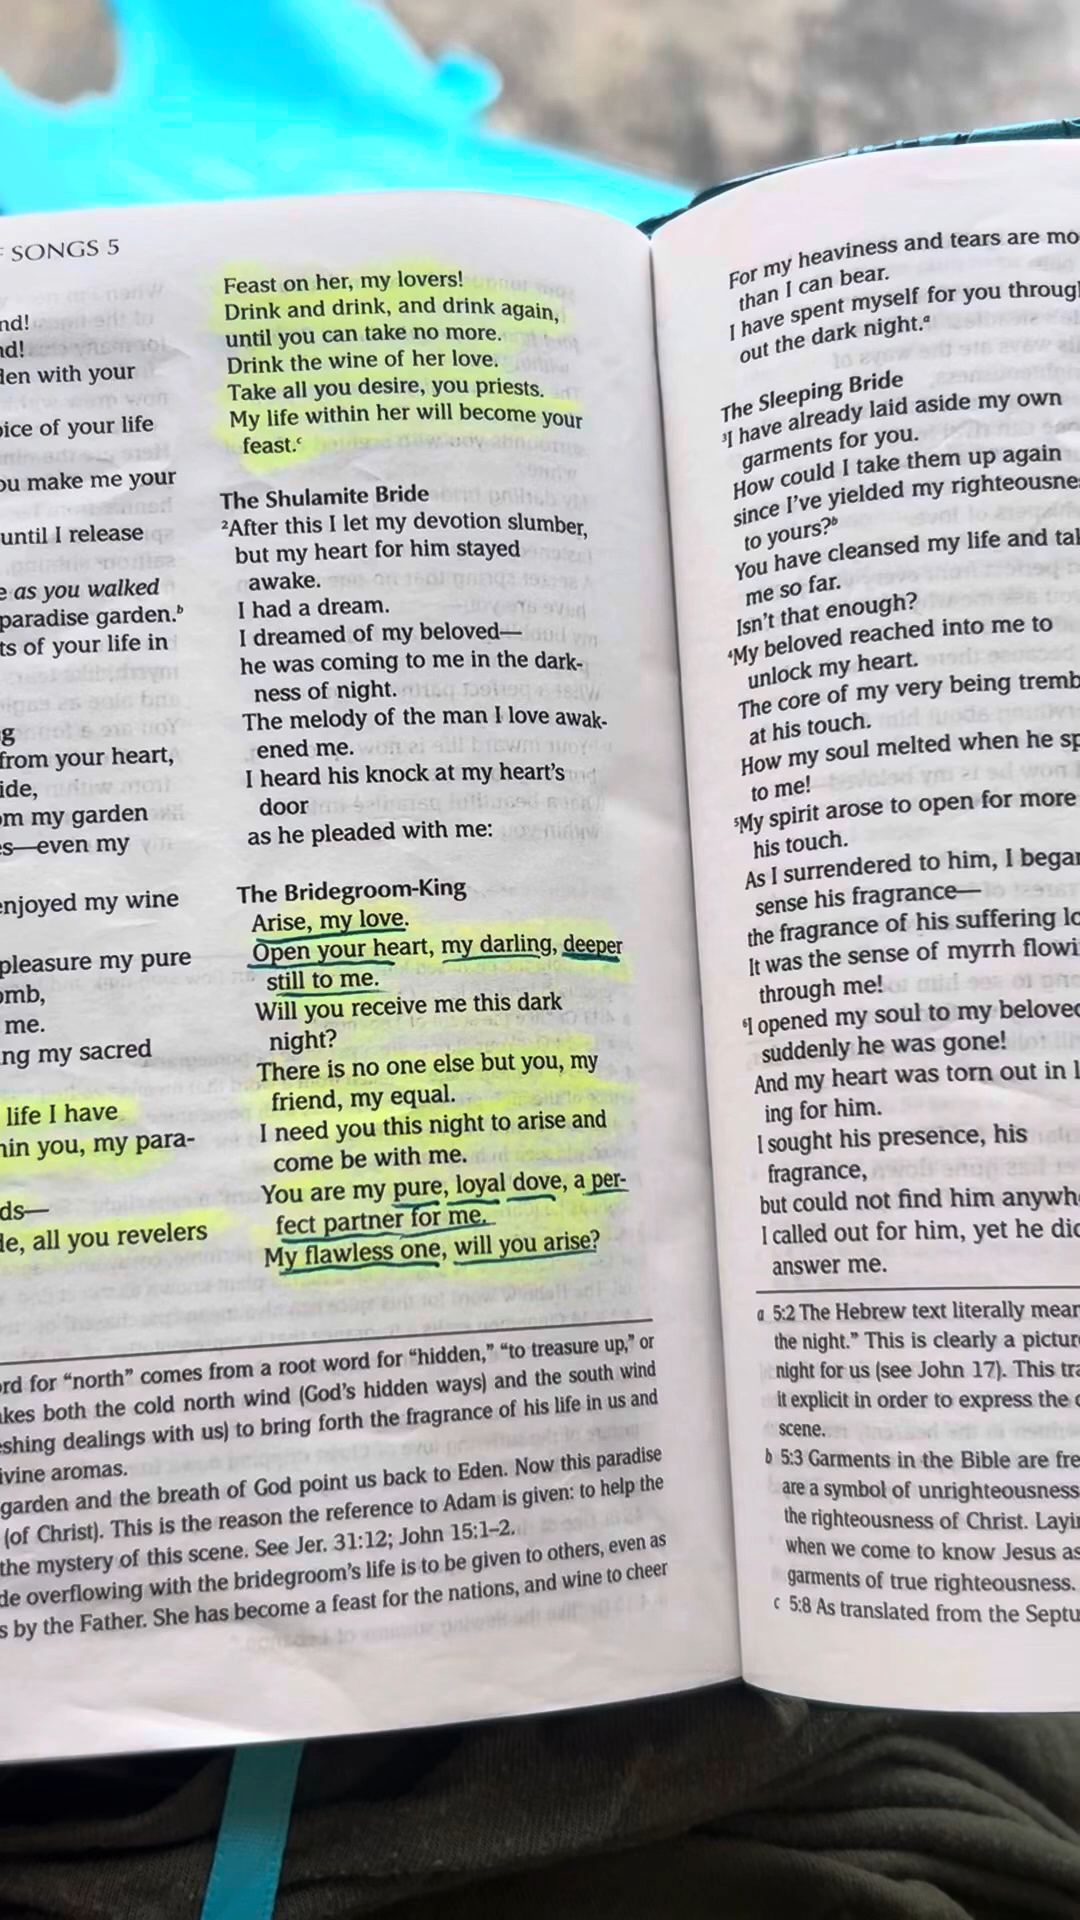 SONGS 5
nd!
nd!
den with your
oice of your life
ou make me your
until I release
e as you walked
paradise garden.b
ts of your life in
g
from your heart,
ide,
om my garden
es—even my
enjoyed my wine
pleasure my pure
omb,
me.
ng my sacred
life I have
hin you, my para-
ds—
le, all you revelers
Feast on her, my lovers!
Drink and drink, and drink again,
until you can take no more.
Drink the wine of her love.
Take all you desire, you priests.
My life within her will become your
feast.c
The Shulamite Bride
2After this I let my devotion slumber,
but my heart for him stayed
awake.
I had a dream.
I dreamed of my beloved—
he was coming to me in the dark-
ness of night.
The melody of the man I love awak-
ened me.
I heard his knock at my heart's
door
as he pleaded with me:
The Bridegroom-King
Arise, my love.
Open your heart, my darling, deeper
still to me.
Will you receive me this dark
night?
There is no one else but you, my
friend, my equal.
I need you this night to arise and
come be with me.
You are my pure, loyal dove, a per-
fect partner for me.
My flawless one, will you arise?
ord for "north" comes from a root word for "hidden," "to treasure up," or
akes both the cold north wind (God's hidden ways) and the south wind
eshing dealings with us) to bring forth the fragrance of his life in us and
ivine aromas.
garden and the breath of God point us back to Eden. Now this paradise
(of Christ). This is the reason the reference to Adam is given: to help the
the mystery of this scene. See Jer. 31:12; John 15:1–2.
de overflowing with the bridegroom's life is to be given to others, even as
s by the Father. She has become a feast for the nations, and wine to cheer
For my heaviness and tears are mo
than I can bear.
I have spent myself for you through
out the dark night.a
The Sleeping Bride
3I have already laid aside my own
garments for you.
How could I take them up again
since I've yielded my righteousne
to yours?b
You have cleansed my life and tak
me so far.
Isn't that enough?
4My beloved reached into me to
unlock my heart.
The core of my very being tremb
at his touch.
How my soul melted when he sp
to me!
5My spirit arose to open for more
his touch.
As I surrendered to him, I began
sense his fragrance—
the fragrance of his suffering lo
It was the sense of myrrh flowi
through me!
6I opened my soul to my beloved
suddenly he was gone!
And my heart was torn out in l
ing for him.
I sought his presence, his
fragrance,
but could not find him anywh
I called out for him, yet he did
answer me.
a 5:2 The Hebrew text literally mean
the night." This is clearly a picture
night for us (see John 17). This tra
it explicit in order to express the
scene.
b 5:3 Garments in the Bible are fre
are a symbol of unrighteousness
the righteousness of Christ. Layin
when we come to know Jesus as
garments of true righteousness.
c 5:8 As translated from the Septu